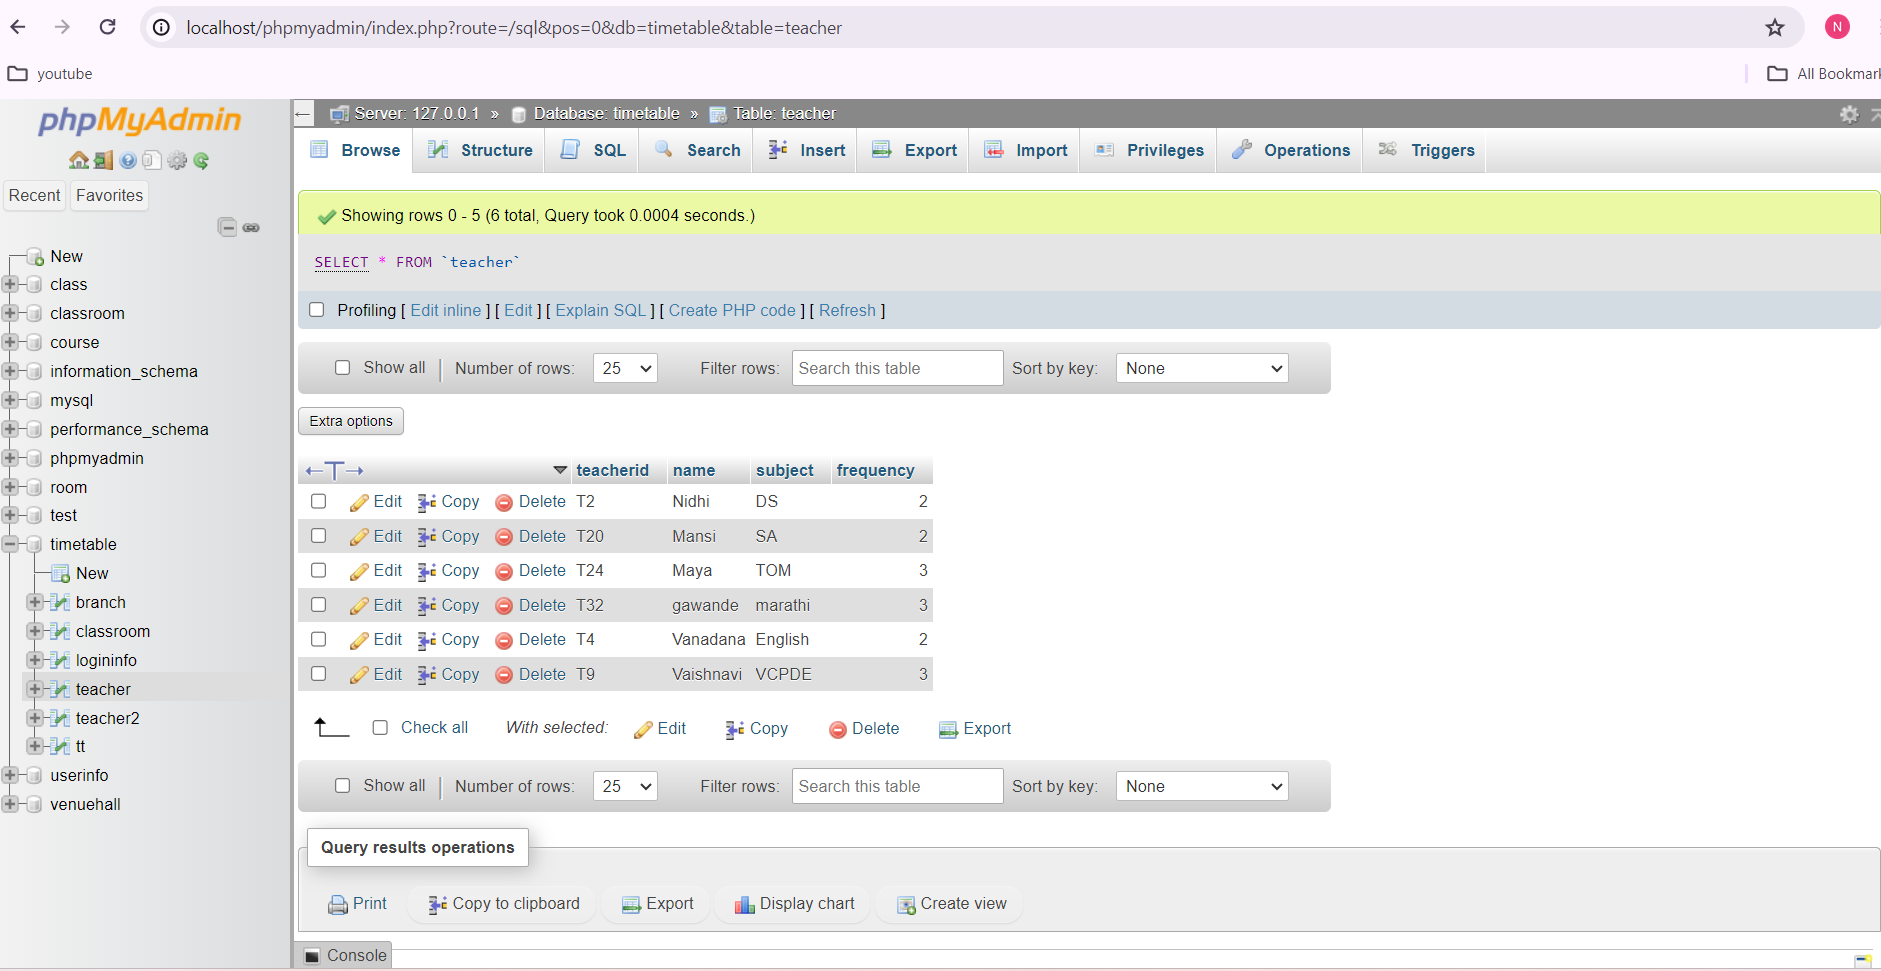 localhost/phpmyadmin/index.php?route=/sql&pos=0&db=timetable&table=teacher
N
youtube
All Bookmar
phpMyAdmin
Recent Favorites
New
class
classroom
course
information_schema
mysql
performance_schema
phpmyadmin
room
test
timetable
New
branch
classroom
logininfo
teacher
teacher2
tt
userinfo
venuehall
Server: 127.0.0.1 » Database: timetable » Table: teacher
Browse Structure SQL Search Insert Export Import Privileges Operations Triggers
Showing rows 0 - 5 (6 total, Query took 0.0004 seconds.)
SELECT * FROM `teacher`
Profiling [ Edit inline ] [ Edit ] [ Explain SQL ] [ Create PHP code ] [ Refresh ]
Show all Number of rows: 25 Filter rows: Search this table Sort by key: None
Extra options
←T→ teacherid name subject frequency
Edit Copy Delete T2 Nidhi DS 2
Edit Copy Delete T20 Mansi SA 2
Edit Copy Delete T24 Maya TOM 3
Edit Copy Delete T32 gawande marathi 3
Edit Copy Delete T4 Vanadana English 2
Edit Copy Delete T9 Vaishnavi VCPDE 3
Check all With selected: Edit Copy Delete Export
Show all Number of rows: 25 Filter rows: Search this table Sort by key: None
Query results operations
Print Copy to clipboard Export Display chart Create view
Console